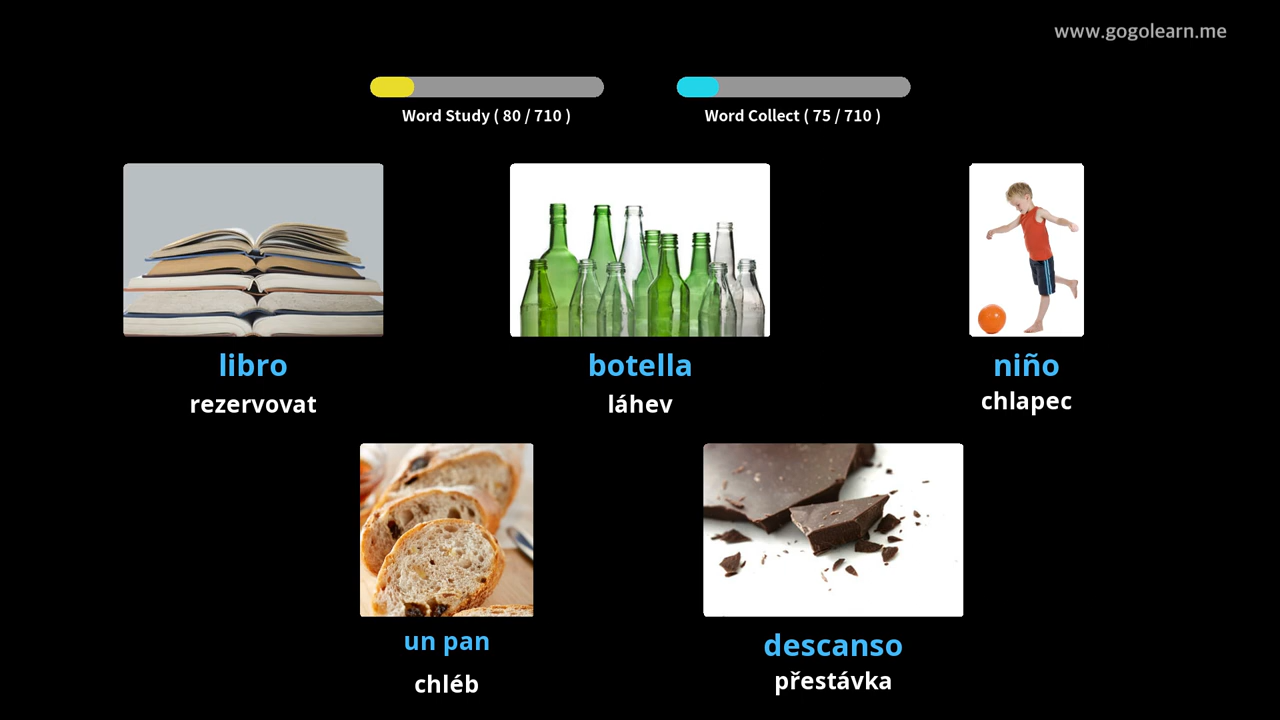 www.gogolearn.me
Word Study ( 80 / 710 )
Word Collect ( 75 / 710 )
libro
rezervovat
botella
láhev
niño
chlapec
un pan
chléb
descanso
přestávka